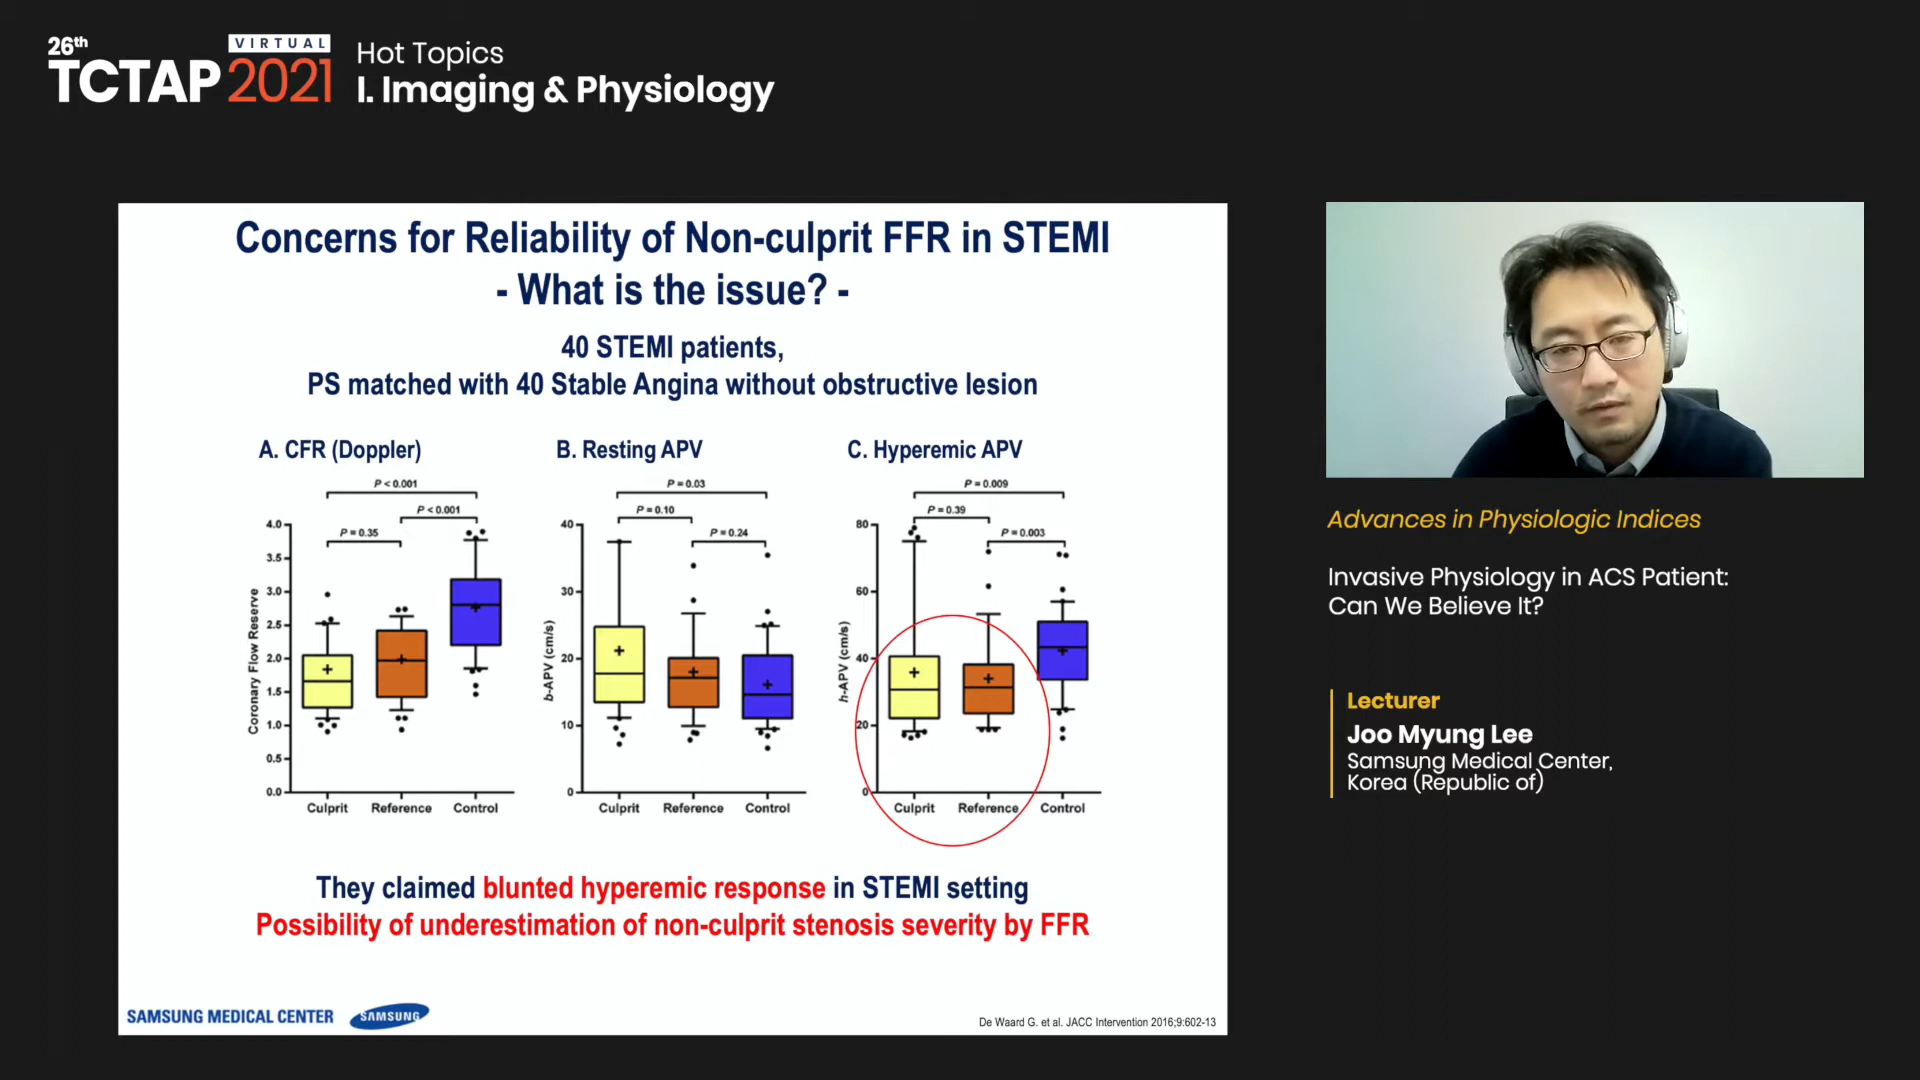 26th
VIRTUAL
TCTAP 2021
Hot Topics
I. Imaging & Physiology
Concerns for Reliability of Non-culprit FFR in STEMI
- What is the issue? -
40 STEMI patients,
PS matched with 40 Stable Angina without obstructive lesion
A. CFR (Doppler)
P < 0.001
P < 0.001
P = 0.35
Coronary Flow Reserve
4.0
3.5
3.0
2.5
2.0
1.5
1.0
0.5
0.0
Culprit Reference Control
B. Resting APV
P = 0.03
P = 0.10
P = 0.24
b-APV (cm/s)
40
30
20
10
0
Culprit Reference Control
C. Hyperemic APV
P = 0.009
P = 0.39
P = 0.003
h-APV (cm/s)
80
60
40
20
0
Culprit Reference Control
They claimed blunted hyperemic response in STEMI setting
Possibility of underestimation of non-culprit stenosis severity by FFR
SAMSUNG MEDICAL CENTER
SAMSUNG
De Waard G. et al. JACC Intervention 2016;9:602-13
Advances in Physiologic Indices
Invasive Physiology in ACS Patient:
Can We Believe It?
Lecturer
Joo Myung Lee
Samsung Medical Center,
Korea (Republic of)